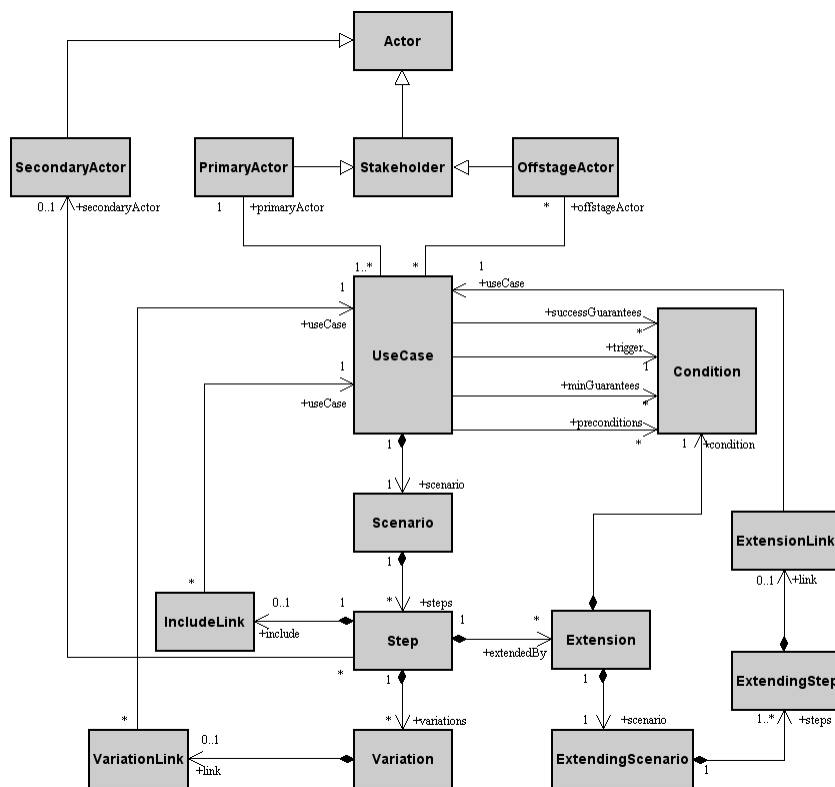 Actor
SecondaryActor
PrimaryActor
Stakeholder
OffstageActor
0..1
+secondaryActor
1
+primaryActor
*
+offstageActor
1..*
*
1
+useCase
1
+useCase
UseCase
+successGuarantees
*
+trigger
1
+minGuarantees
*
+preconditions
*
Condition
1
+useCase
1
+condition
1
1
+scenario
Scenario
1
*
+steps
ExtensionLink
0..1
+link
*
IncludeLink
0..1
+include
1
Step
1
*
+extendedBy
Extension
*
ExtendingStep
1
*
+variations
1
1
+scenario
1..*
+steps
*
VariationLink
0..1
+link
Variation
ExtendingScenario
1